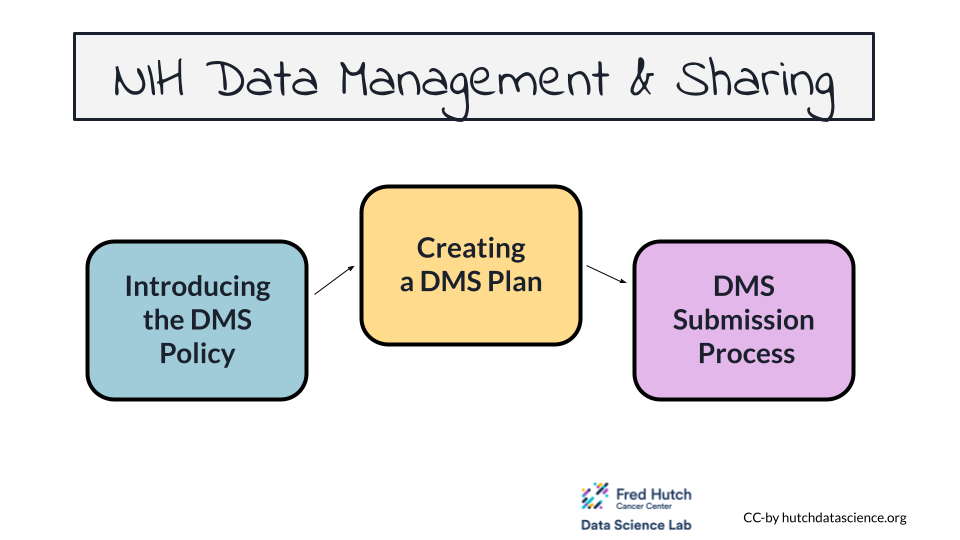 NIH Data Management & Sharing
Introducing
the DMS
Policy
Creating
a DMS Plan
DMS
Submission
Process
Fred Hutch
Cancer Center
Data Science Lab
CC-by hutchdatascience.org